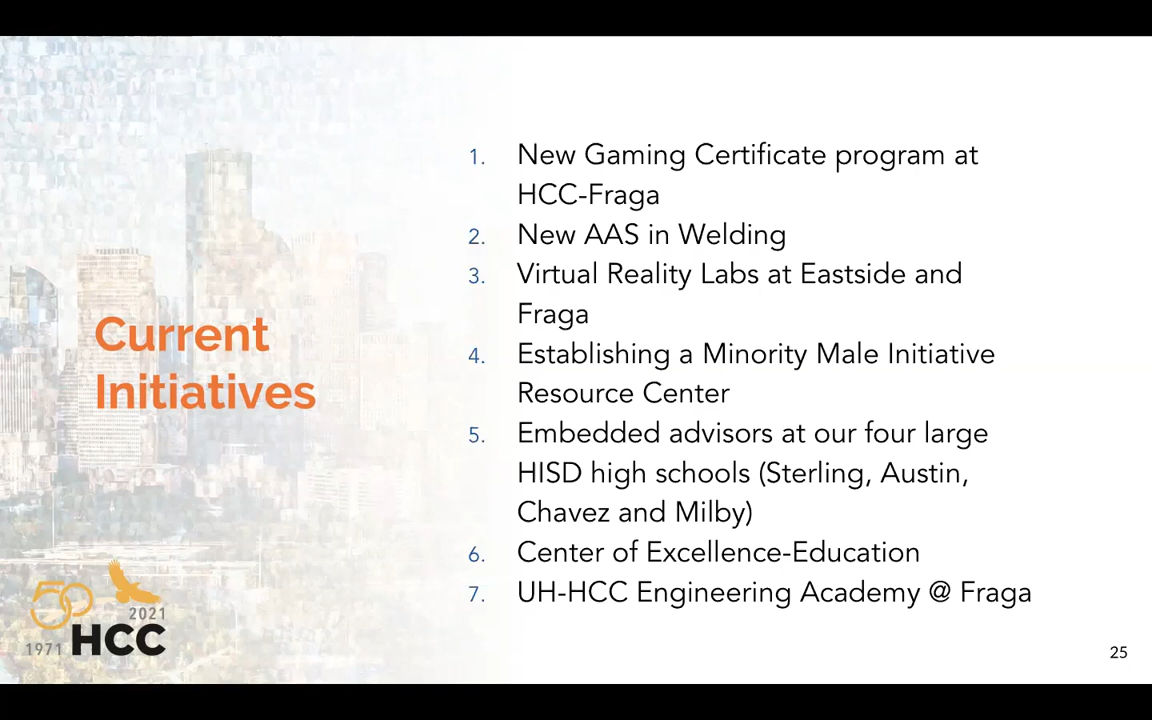 Current
Initiatives
1. New Gaming Certificate program at
HCC-Fraga
2. New AAS in Welding
3. Virtual Reality Labs at Eastside and
Fraga
4. Establishing a Minority Male Initiative
Resource Center
5. Embedded advisors at our four large
HISD high schools (Sterling, Austin,
Chavez and Milby)
6. Center of Excellence-Education
7. UH-HCC Engineering Academy @ Fraga
50
2021
1971 HCC
25